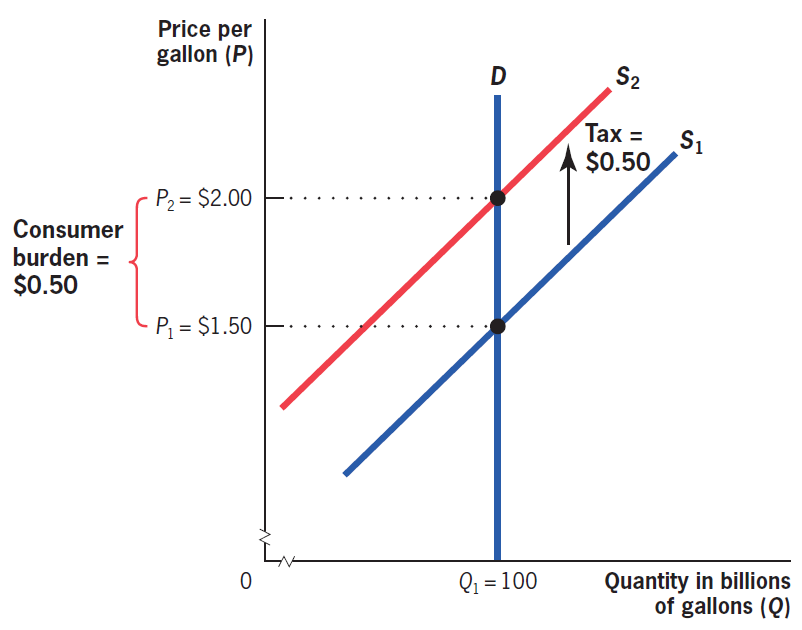 Price per
gallon (P)
D
S₂
Tax =
$0.50
S₁
P₂ = $2.00
Consumer
burden =
$0.50
P₁ = $1.50
0
Q₁ = 100
Quantity in billions
of gallons (Q)